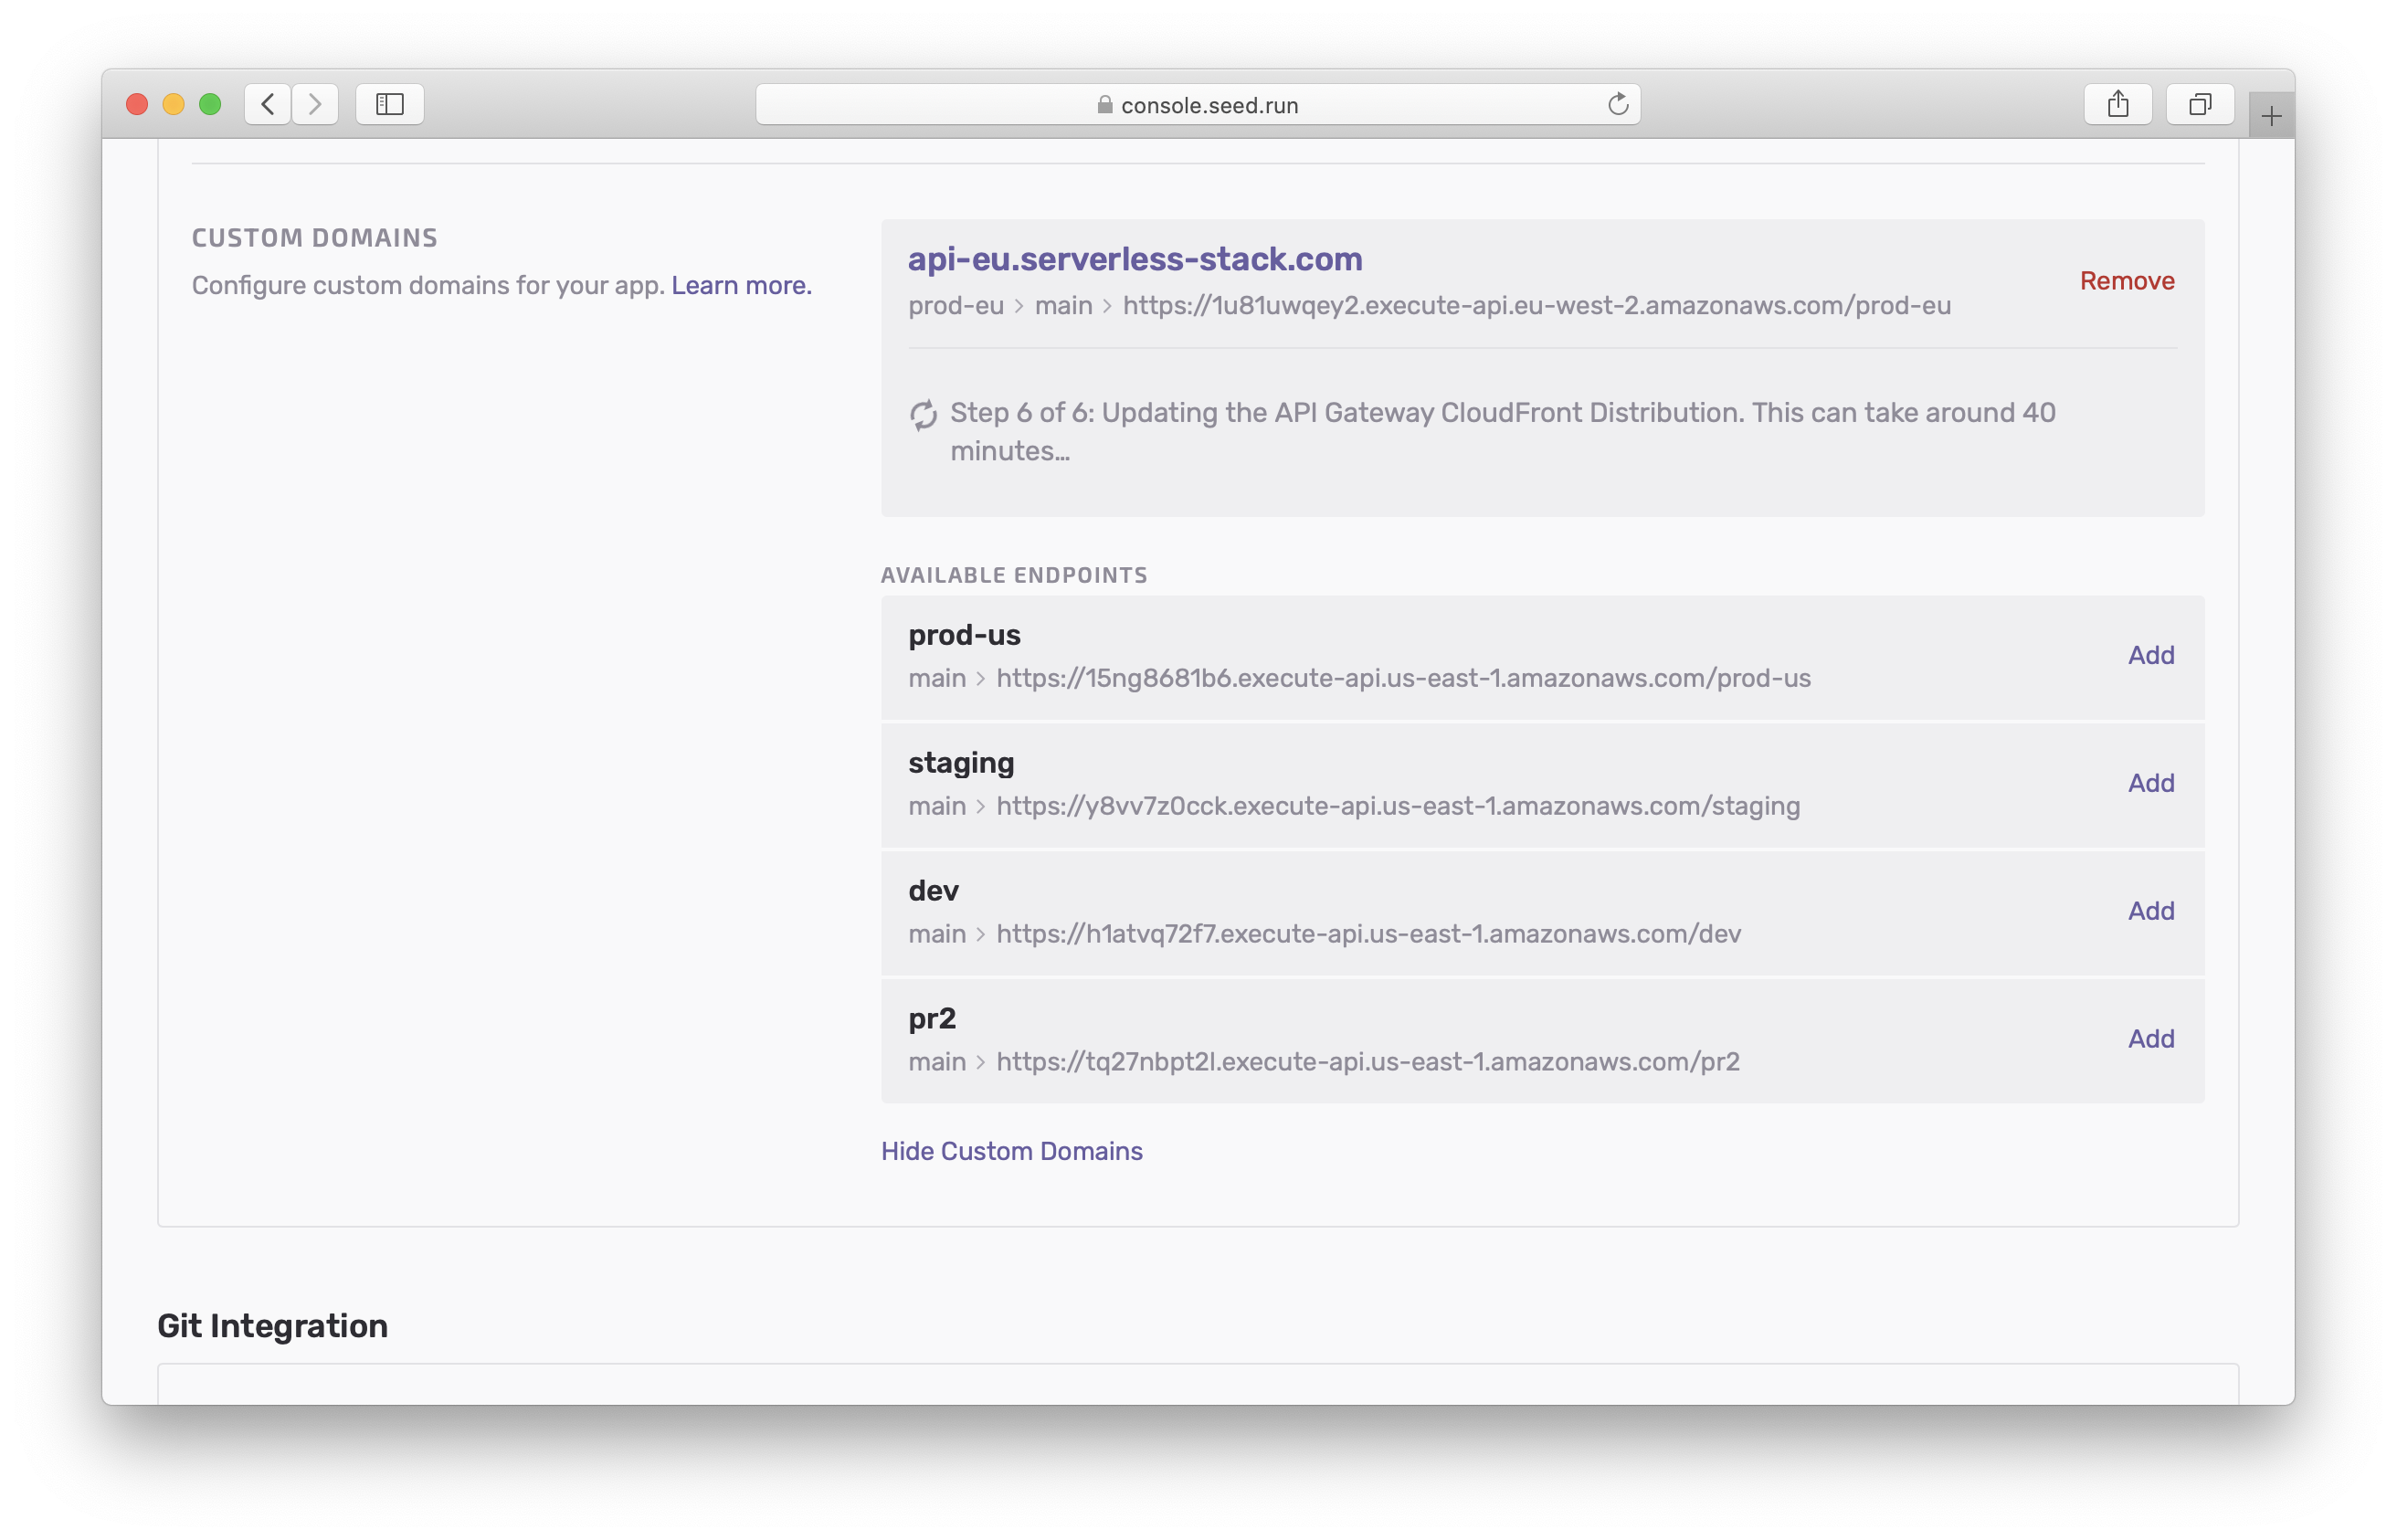 console.seed.run
CUSTOM DOMAINS
Configure custom domains for your app. Learn more.
api-eu.serverless-stack.com
Remove
prod-eu > main > https://1u81uwqey2.execute-api.eu-west-2.amazonaws.com/prod-eu
Step 6 of 6: Updating the API Gateway CloudFront Distribution. This can take around 40
minutes...
AVAILABLE ENDPOINTS
prod-us
Add
main > https://15ng8681b6.execute-api.us-east-1.amazonaws.com/prod-us
staging
Add
main > https://y8vv7z0cck.execute-api.us-east-1.amazonaws.com/staging
dev
Add
main > https://h1atvq72f7.execute-api.us-east-1.amazonaws.com/dev
pr2
Add
main > https://tq27nbpt2l.execute-api.us-east-1.amazonaws.com/pr2
Hide Custom Domains
Git Integration